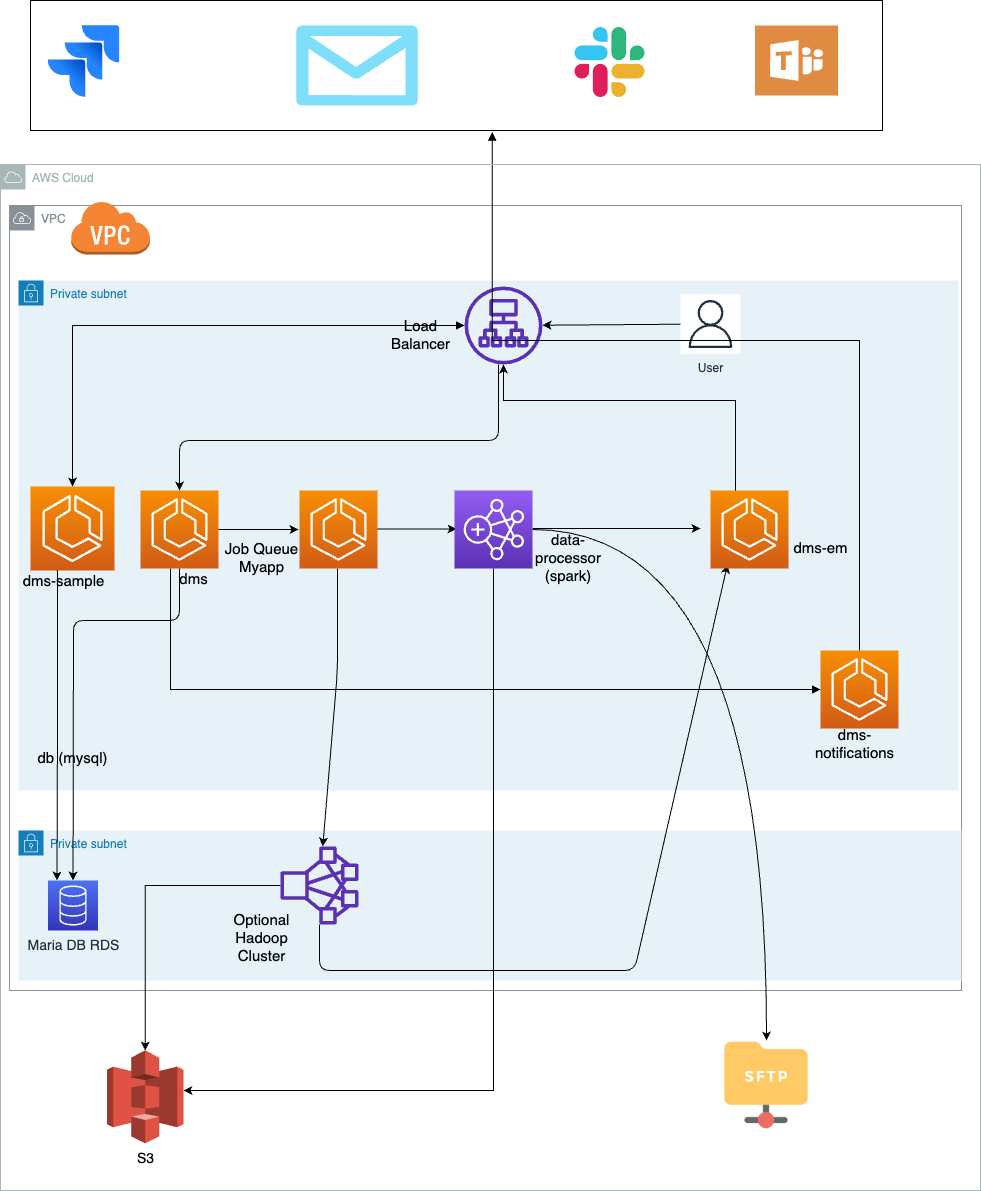 T
AWS Cloud
VPC
VPC
Private subnet
Load
Balancer
User
dms-sample
dms
Job Queue
Myapp
data-
processor
(spark)
dms-em
dms-
notifications
db (mysql)
Private subnet
Maria DB RDS
Optional
Hadoop
Cluster
SFTP
S3